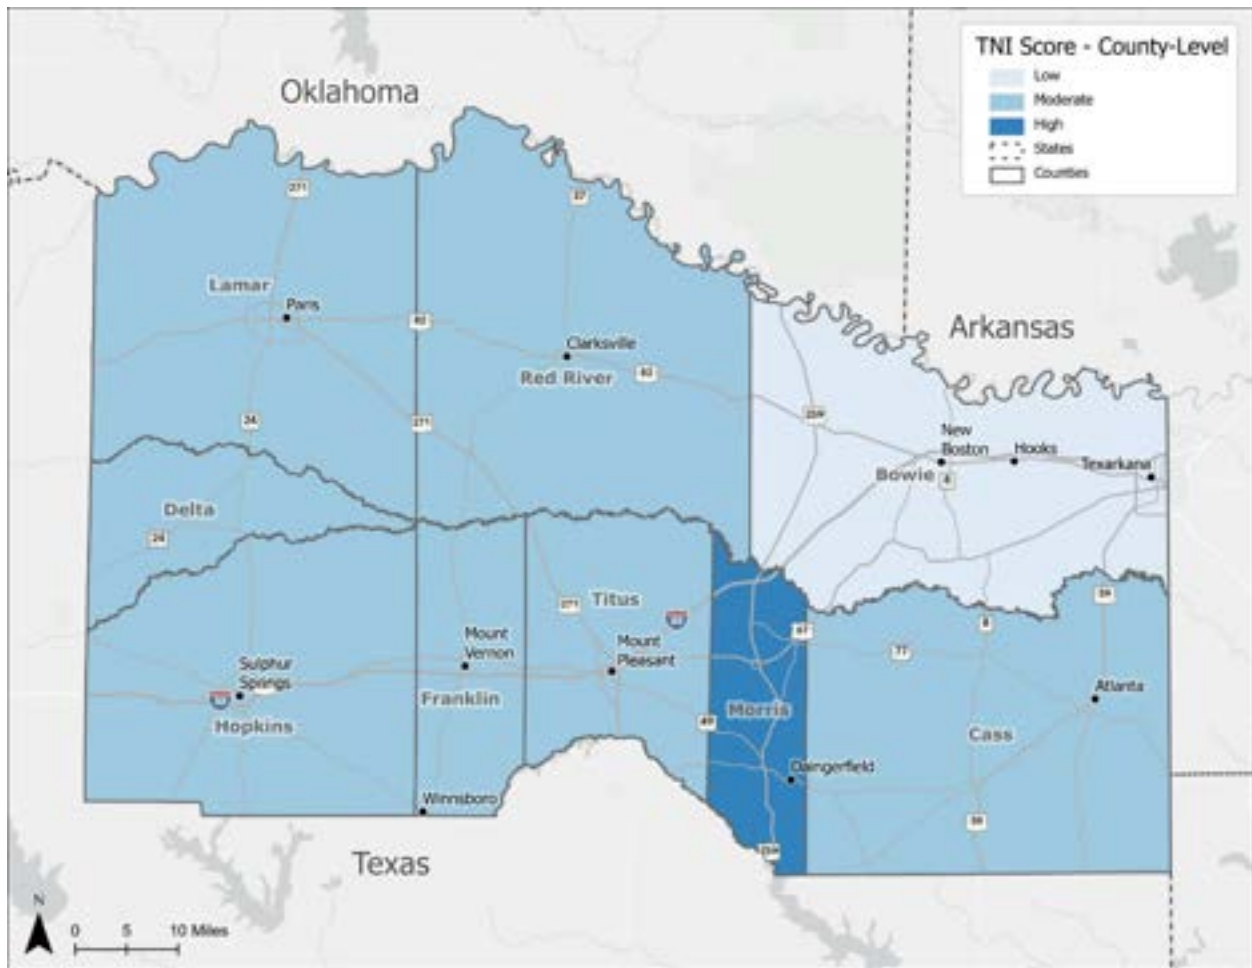 TNI Score - County-Level
Low
Moderate
High
States
Counties
Oklahoma
271
37
Lamar
Paris
82
Arkansas
Clarksville
Red River
82
24
271
259
New
Boston
Hooks
Texarkana
Bowie
8
Delta
24
Titus
271
30
59
Mount
Vernon
Mount
Pleasant
67
8
77
Sulphur
Springs
30
Franklin
Hopkins
49
Morris
Atlanta
Cass
Daingerfield
Winnsboro
59
259
Texas
N
0 5 10 Miles